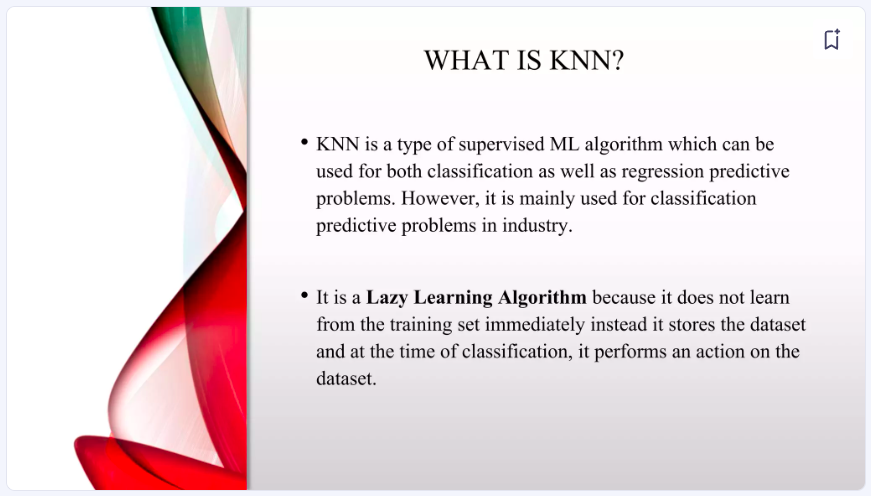 WHAT IS KNN?
• KNN is a type of supervised ML algorithm which can be
used for both classification as well as regression predictive
problems. However, it is mainly used for classification
predictive problems in industry.
• It is a Lazy Learning Algorithm because it does not learn
from the training set immediately instead it stores the dataset
and at the time of classification, it performs an action on the
dataset.